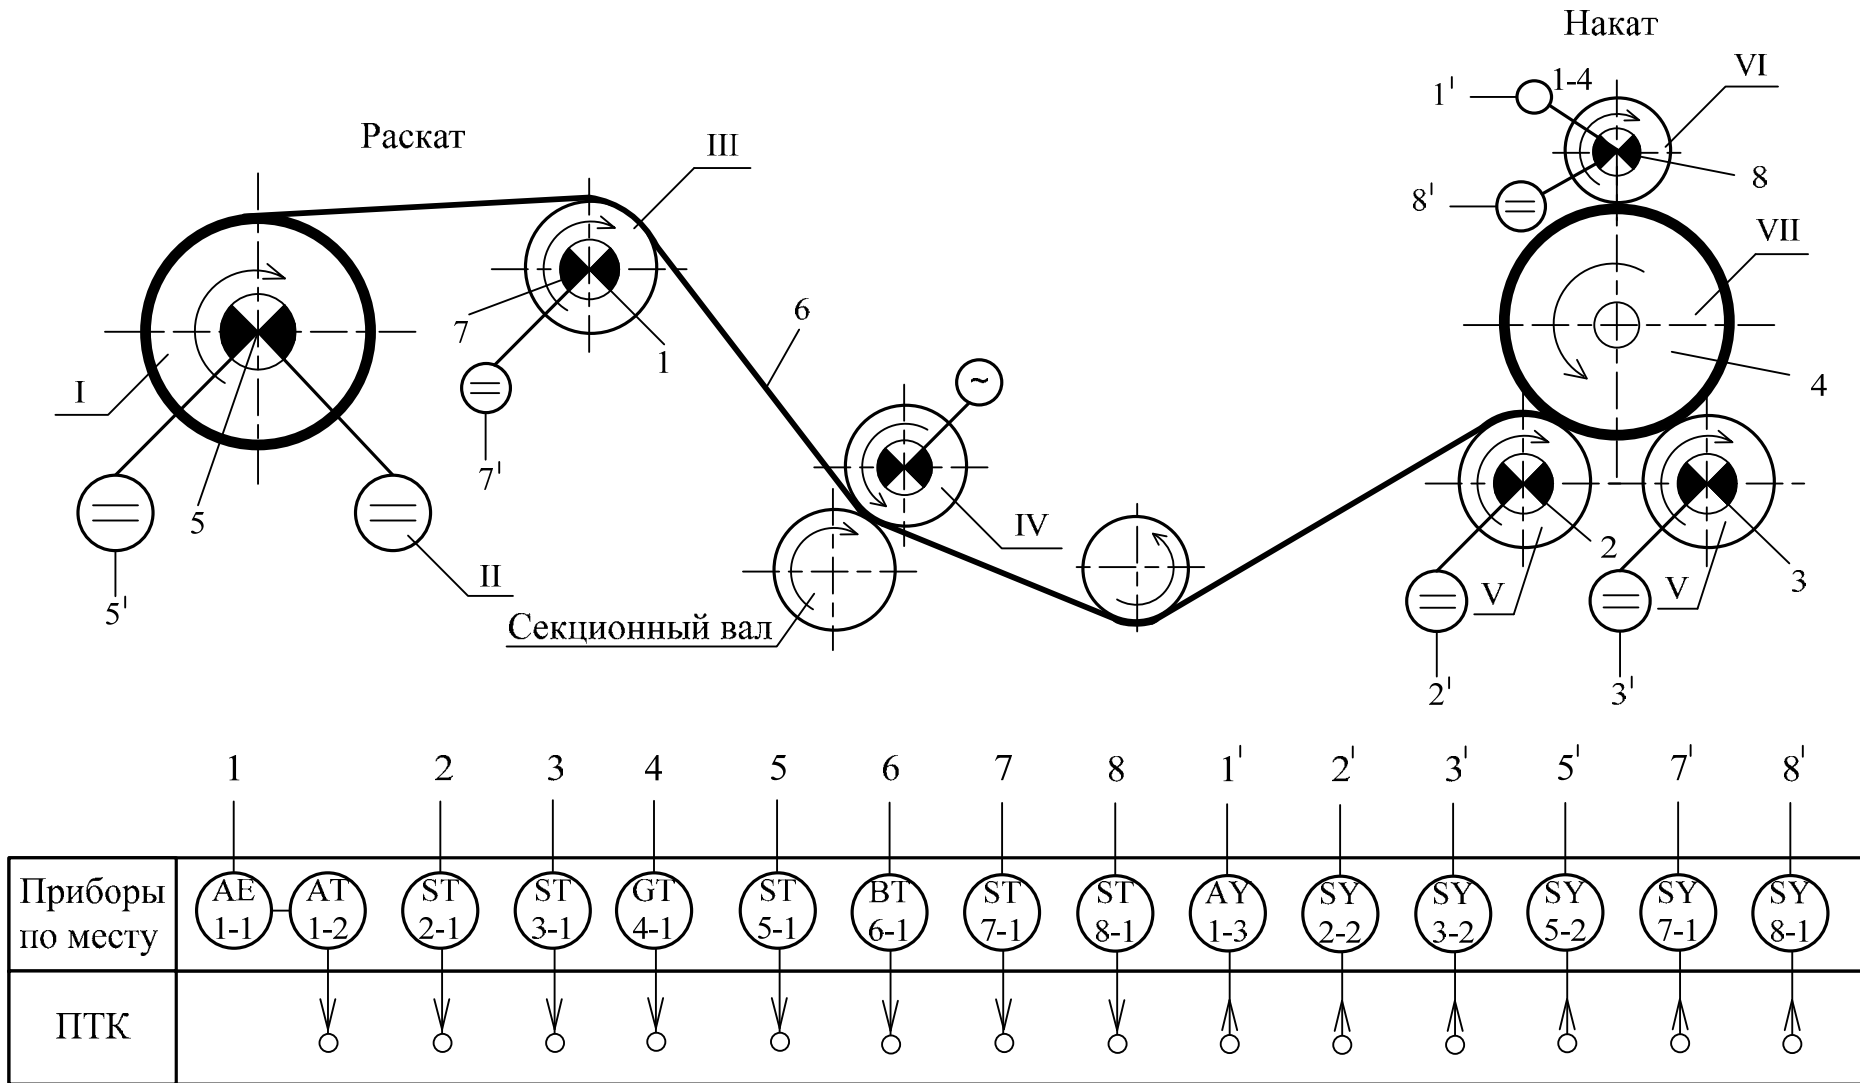 Накат
VI
1-4
1'
Раскат
III
8
8'
VII
7
1
6
4
I
~
7'
5
IV
2
3
II
V
V
5'
Секционный вал
2'
3'
1 2 3 4 5 6 7 8 1' 2' 3' 5' 7' 8'
Приборы AE AT ST ST GT ST BT ST ST AY SY SY SY SY SY
по месту 1-1 1-2 2-1 3-1 4-1 5-1 6-1 7-1 8-1 1-3 2-2 3-2 5-2 7-1 8-1
ПТК